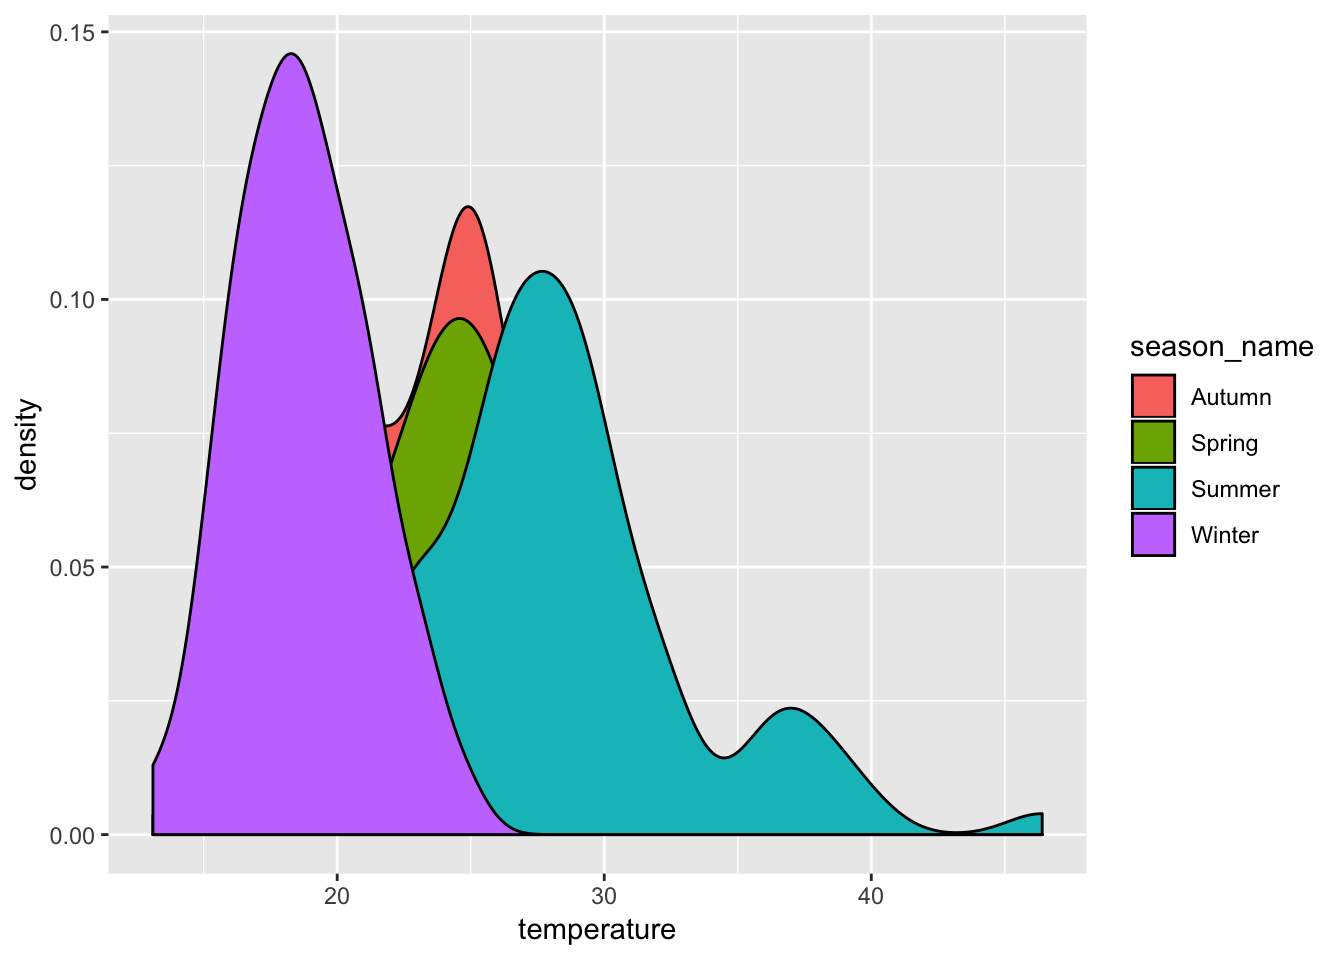 0.15
0.10
0.05
0.00
density
20 30 40
temperature
season_name
Autumn
Spring
Summer
Winter